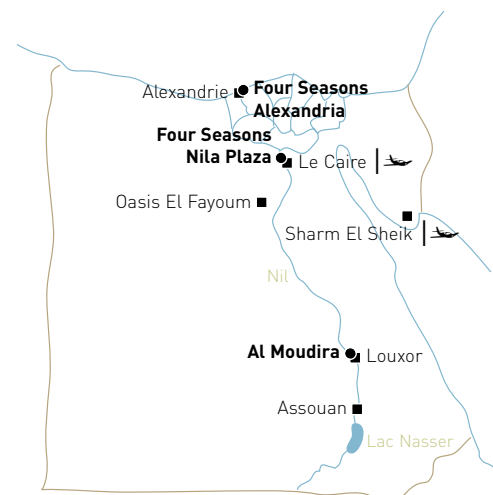 Alexandrie
Four Seasons
Alexandria
Four Seasons
Nila Plaza
Le Caire
Oasis El Fayoum
Sharm El Sheik
Nil
Al Moudira
Louxor
Assouan
Lac Nasser